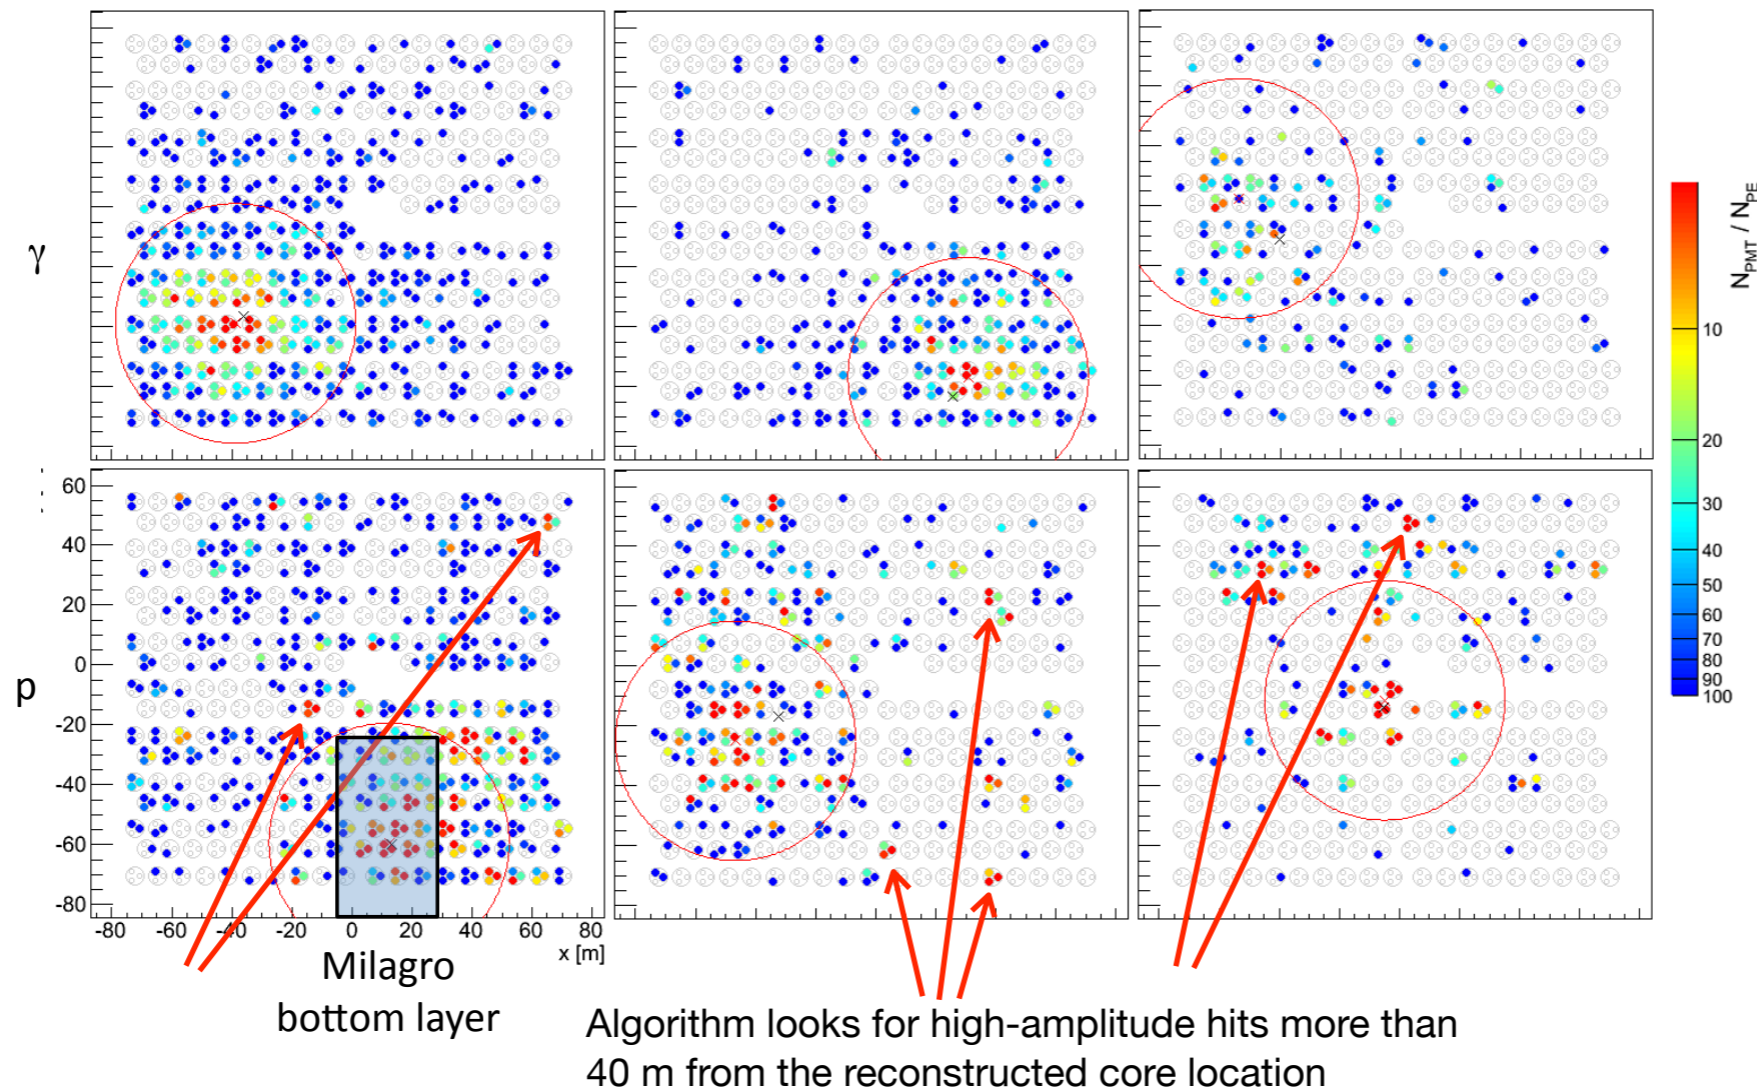 γ
N_PMT / N_PE
10
20
30
40
50
60
70
80
90
100
p
60
40
20
0
-20
-40
-60
-80
-80 -60 -40 -20 0 20 40 60 80
x [m]
Milagro
bottom layer
Algorithm looks for high-amplitude hits more than
40 m from the reconstructed core location